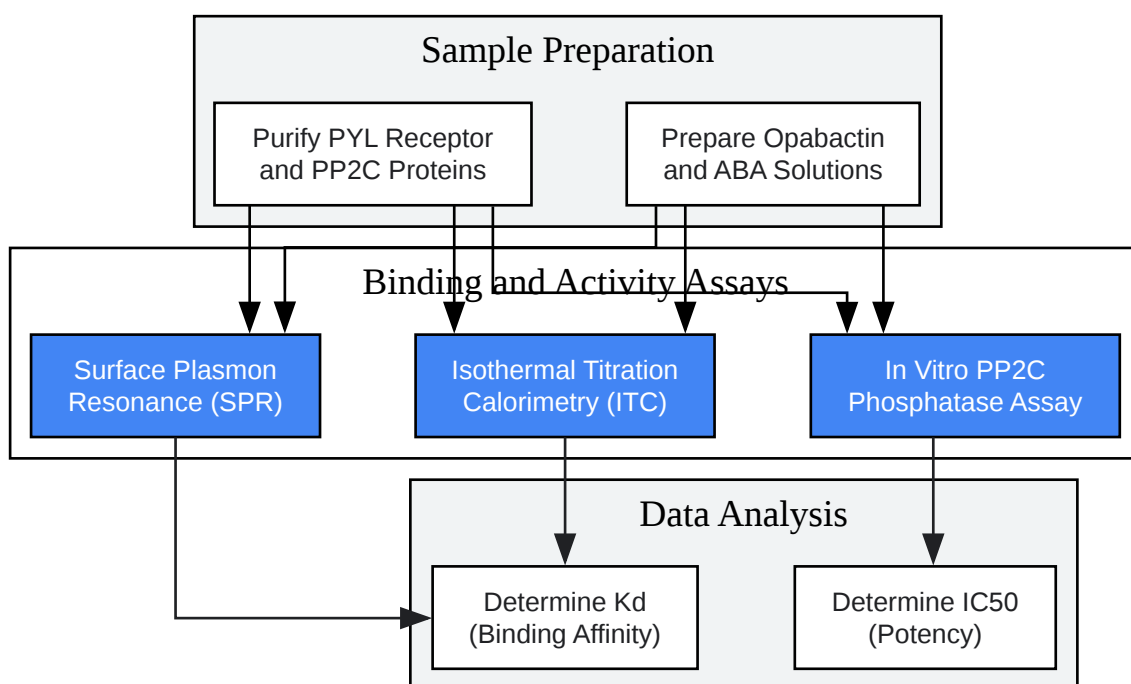 Sample Preparation
Purify PYL Receptor
and PP2C Proteins
Prepare Opabactin
and ABA Solutions
Binding and Activity Assays
Surface Plasmon
Resonance (SPR)
Isothermal Titration
Calorimetry (ITC)
In Vitro PP2C
Phosphatase Assay
Data Analysis
Determine Kd
(Binding Affinity)
Determine IC50
(Potency)